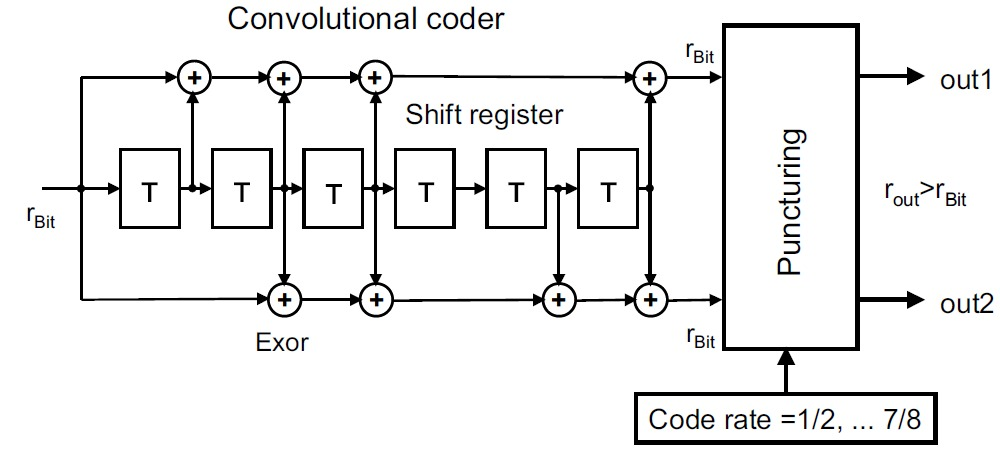 Convolutional coder
r_Bit
+ + + +
out1
Shift register
T T T T T T
r_Bit
Puncturing
r_out>r_Bit
+ + + +
out2
Exor
r_Bit
Code rate =1/2, ... 7/8